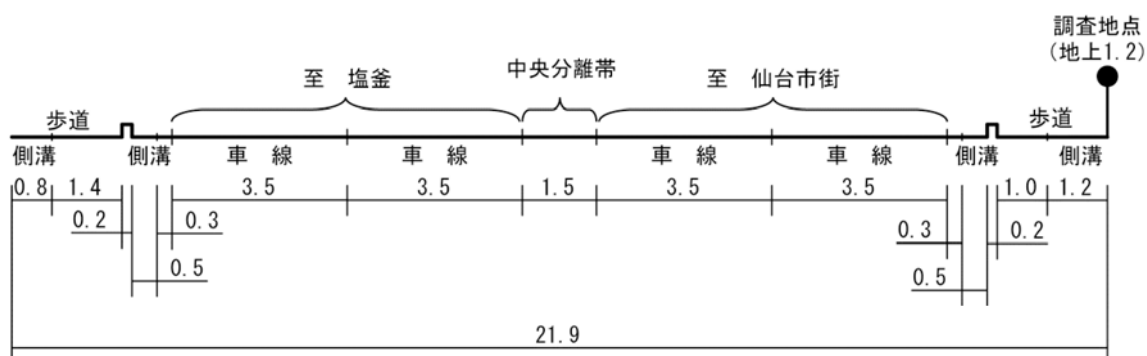 調査地点
(地上1.2)
至 塩釜
中央分離帯
至 仙台市街
歩道
歩道
側溝
側溝
車 線
車 線
車 線
車 線
側溝
側溝
0.8
1.4
3.5
3.5
1.5
3.5
3.5
1.0
1.2
0.2
0.3
0.3
0.2
0.5
0.5
21.9